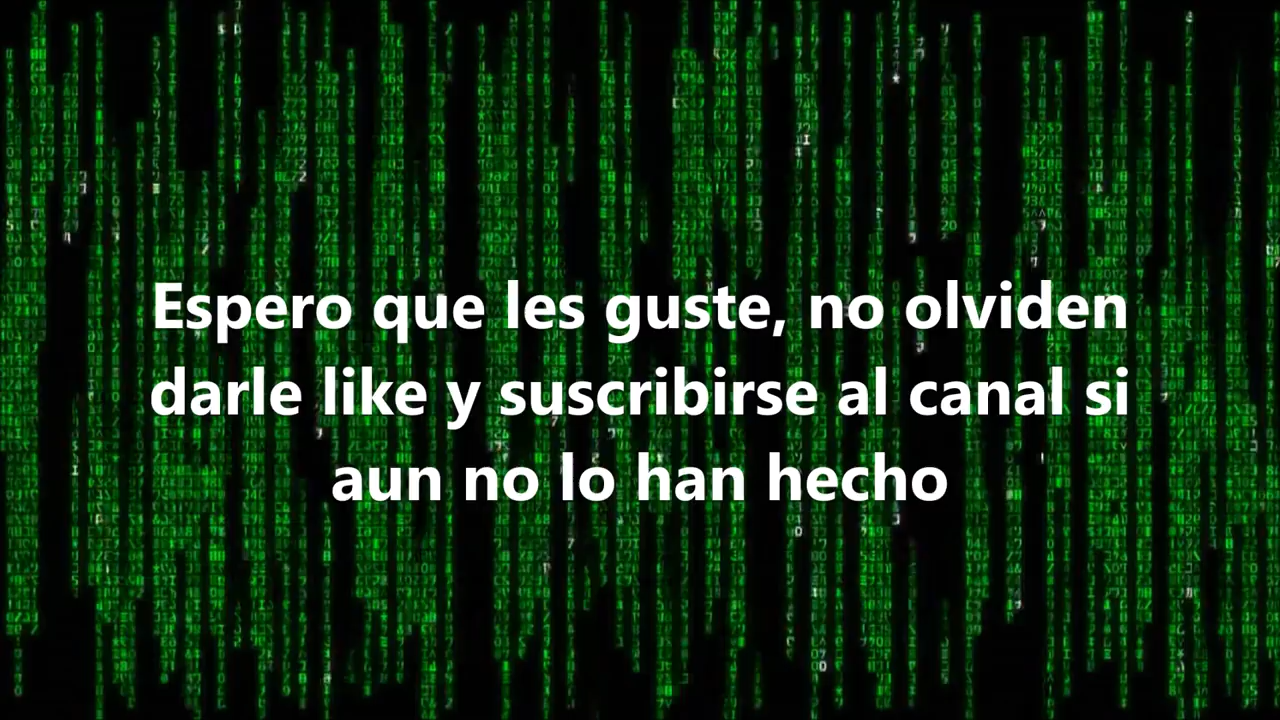 Espero que les guste, no olviden
darle like y suscribirse al canal si
aun no lo han hecho